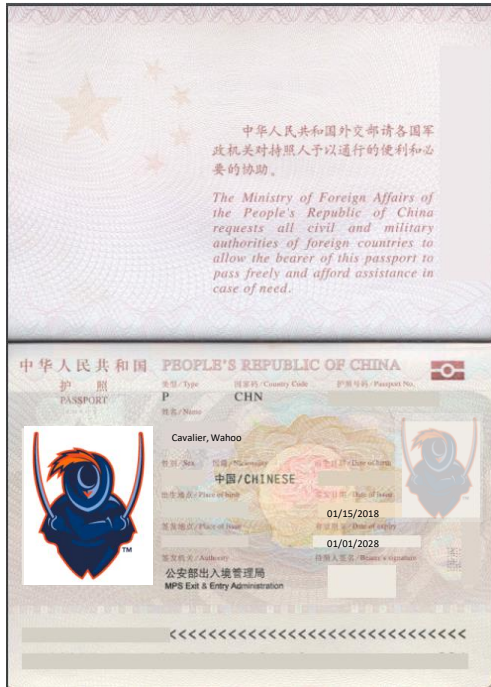 中华人民共和国外交部请各国军
政机关对持照人予以通行的便利和必
要的协助。
The Ministry of Foreign Affairs of
the People's Republic of China
requests all civil and military
authorities of foreign countries to
allow the bearer of this passport to
pass freely and afford assistance in
case of need.
中华人民共和国 PEOPLE'S REPUBLIC OF CHINA
护 照 类型/Type 国家码/Country Code 护照号码/Passport No.
PASSPORT P CHN
姓名/Name
Cavalier, Wahoo
性别/Sex 国籍/Nationality 出生日期/Date of birth
中国/CHINESE
出生地点/Place of birth 签发日期/Date of issue
01/15/2018
签发地点/Place of issue 有效期至/Date of expiry
01/01/2028
签发机关/Authority 持照人签名/Bearer's signature
公安部出入境管理局
MPS Exit & Entry Administration
TM
<<<<<<<<<<<<<<<<<<<<<<<<<<<<<<